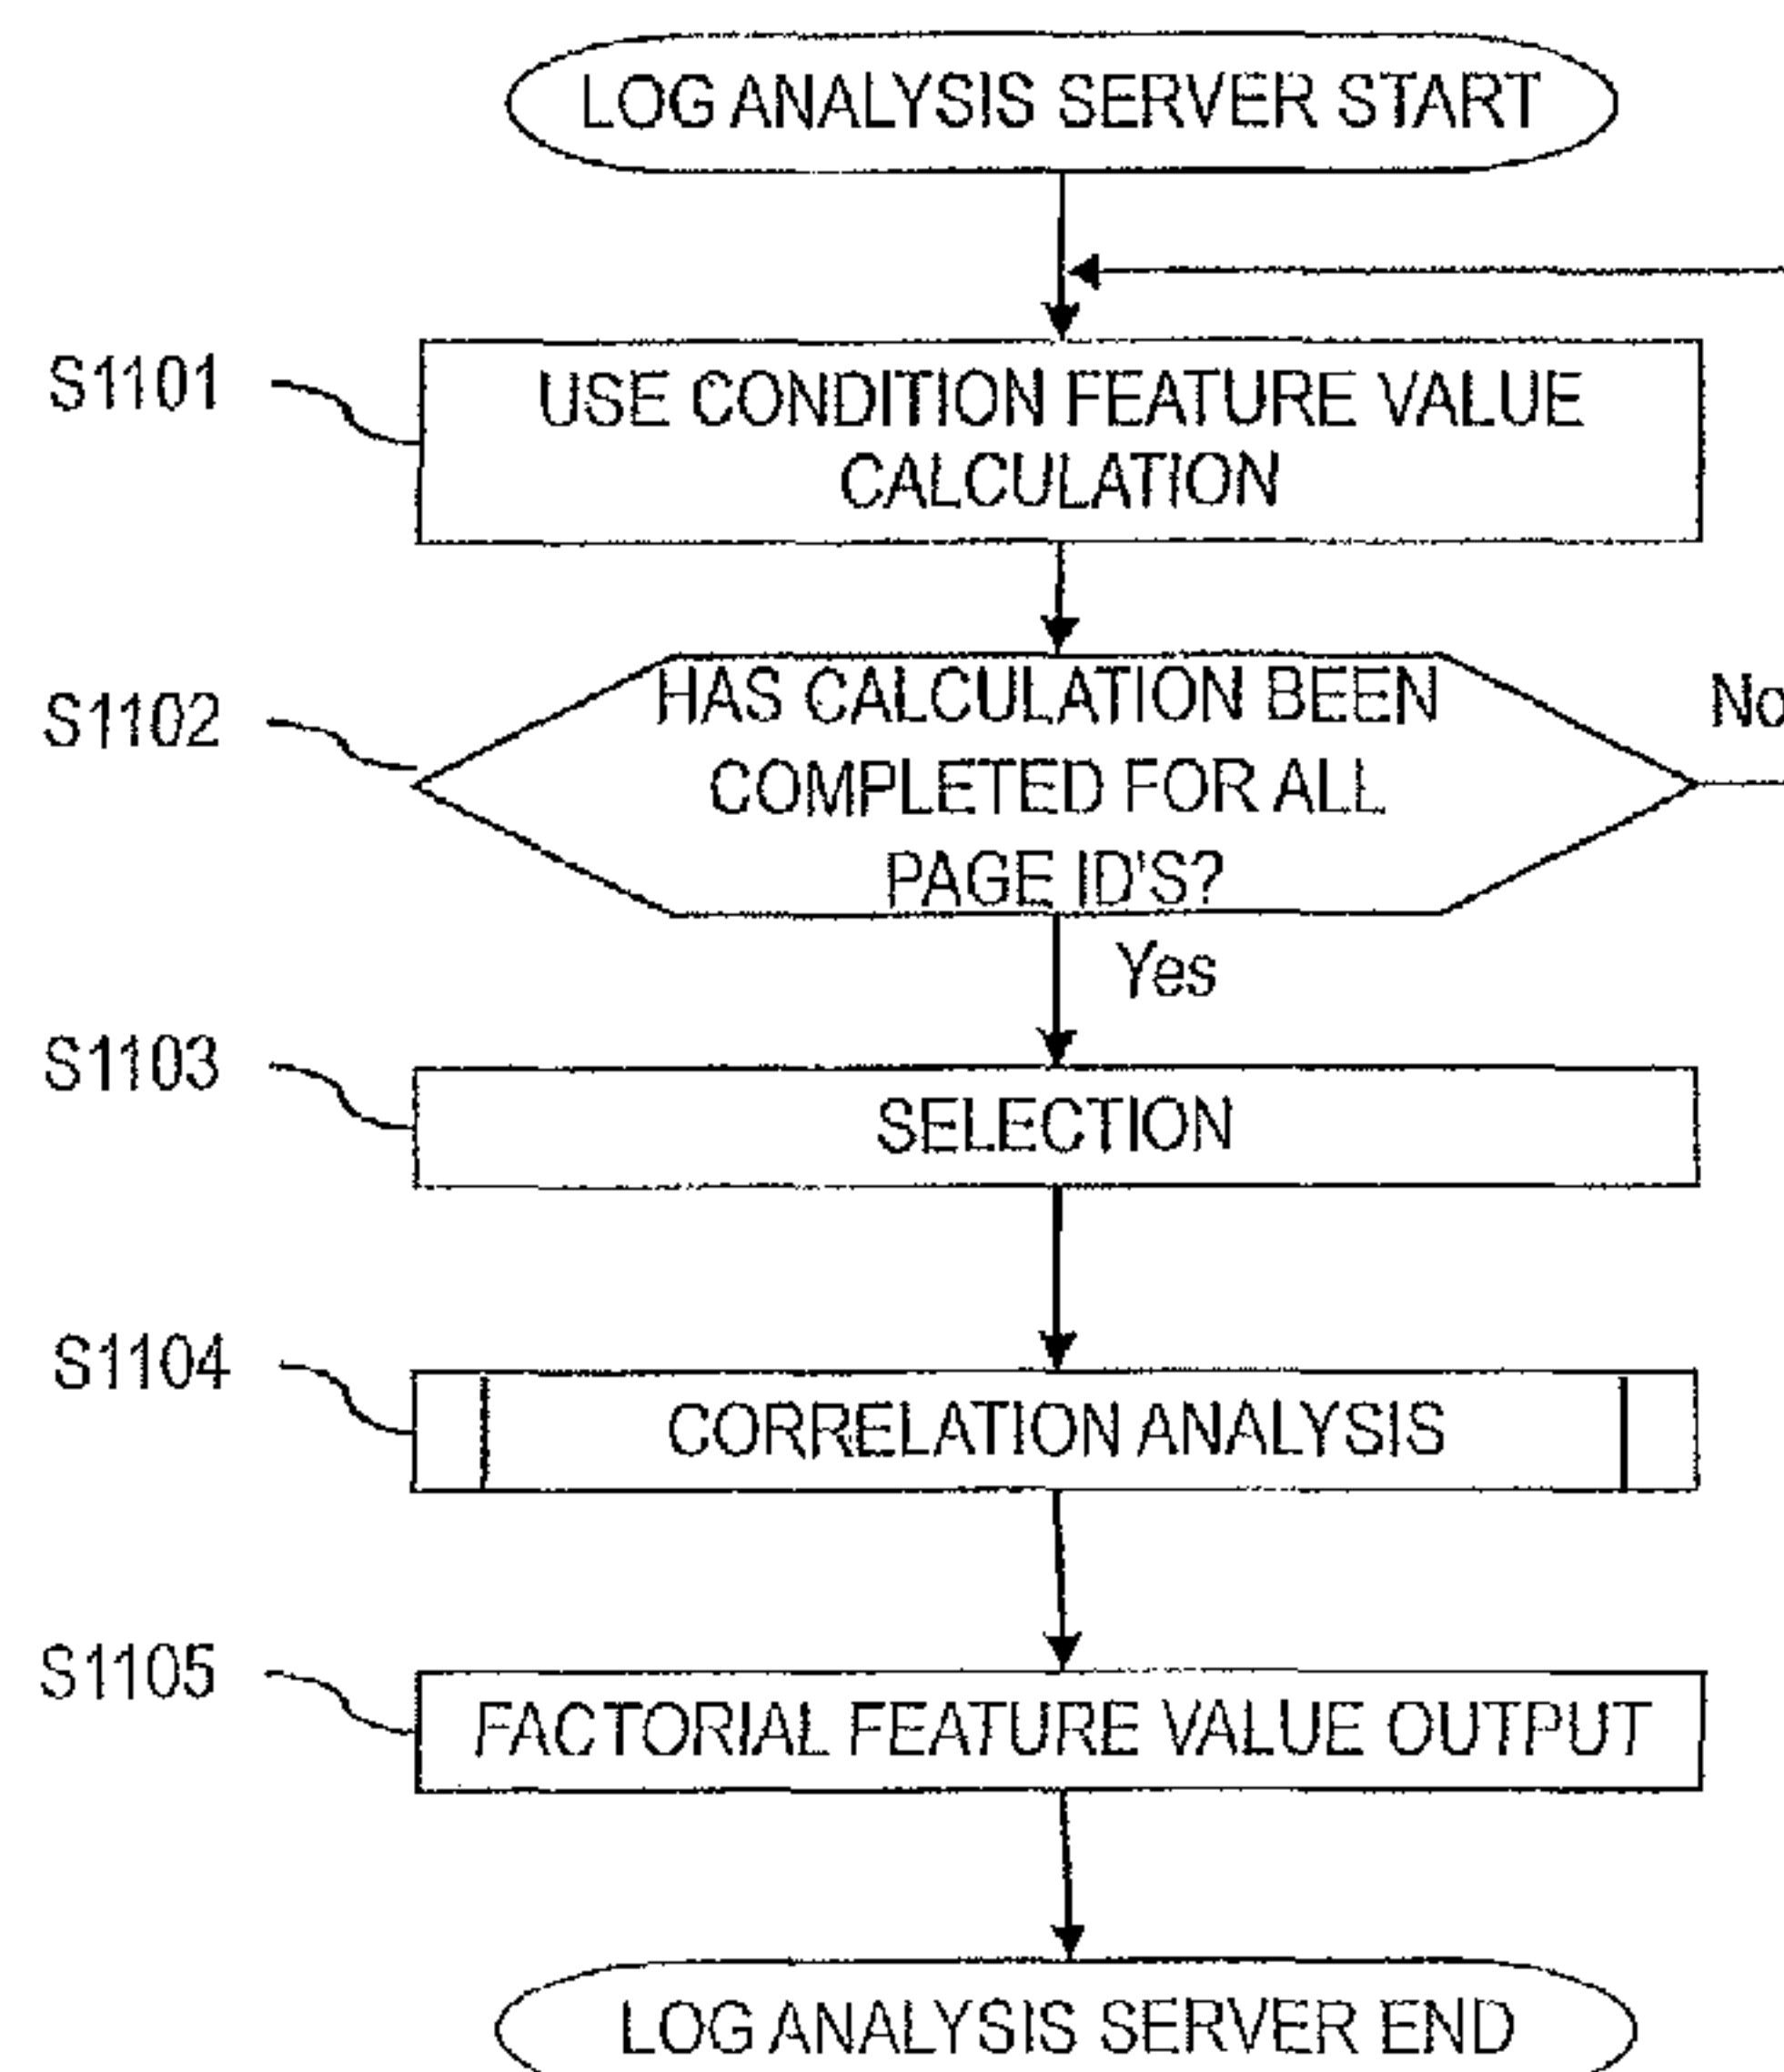 LOG ANALYSIS SERVER START
S1101
USE CONDITION FEATURE VALUE
CALCULATION
S1102
HAS CALCULATION BEEN
COMPLETED FOR ALL
PAGE ID'S?
No
Yes
S1103
SELECTION
S1104
CORRELATION ANALYSIS
S1105
FACTORIAL FEATURE VALUE OUTPUT
LOG ANALYSIS SERVER END